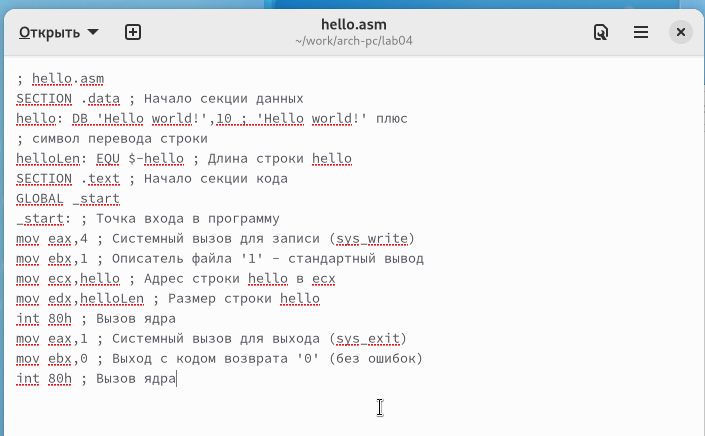 Открыть
hello.asm
~/work/arch-pc/lab04
; hello.asm
SECTION .data ; Начало секции данных
hello: DB 'Hello world!',10 ; 'Hello world!' плюс
; символ перевода строки
helloLen: EQU $-hello ; Длина строки hello
SECTION .text ; Начало секции кода
GLOBAL _start
_start: ; Точка входа в программу
mov eax,4 ; Системный вызов для записи (sys_write)
mov ebx,1 ; Описатель файла '1' - стандартный вывод
mov ecx,hello ; Адрес строки hello в ecx
mov edx,helloLen ; Размер строки hello
int 80h ; Вызов ядра
mov eax,1 ; Системный вызов для выхода (sys_exit)
mov ebx,0 ; Выход с кодом возврата '0' (без ошибок)
int 80h ; Вызов ядра